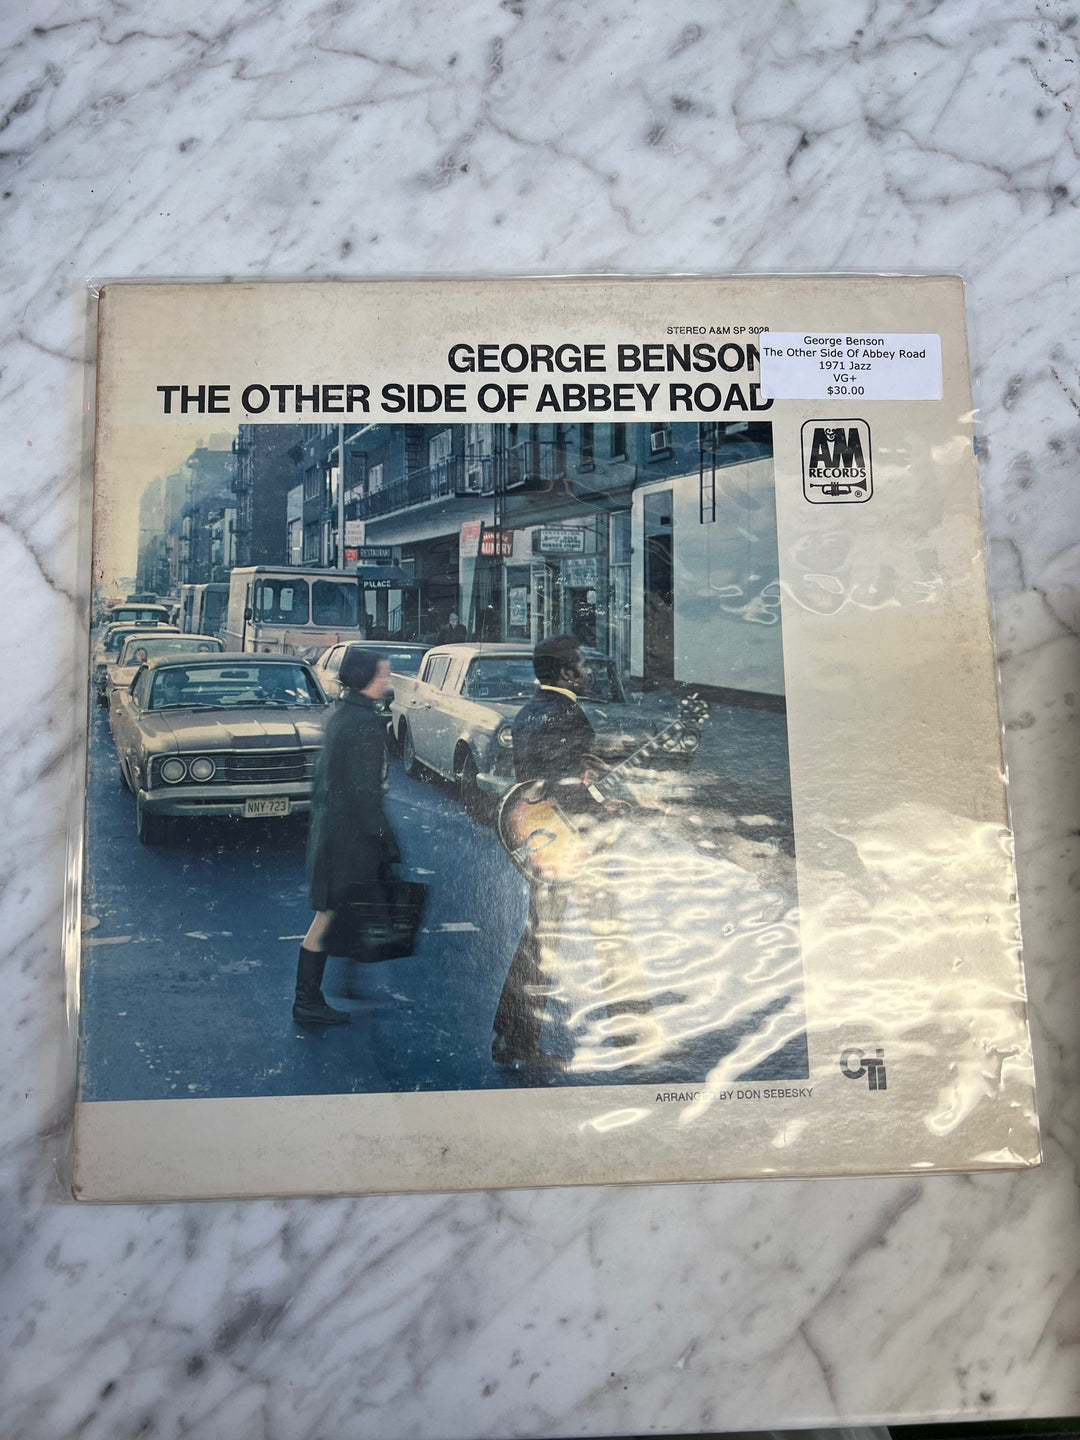 STEREO A&M SP 3028
GEORGE BENSON
THE OTHER SIDE OF ABBEY ROAD
George Benson
The Other Side Of Abbey Road
1971 Jazz
VG+
$30.00
A&M
RECORDS
®
RESTAURANT
PALACE
NNY-723
CTi
ARRANGED BY DON SEBESKY